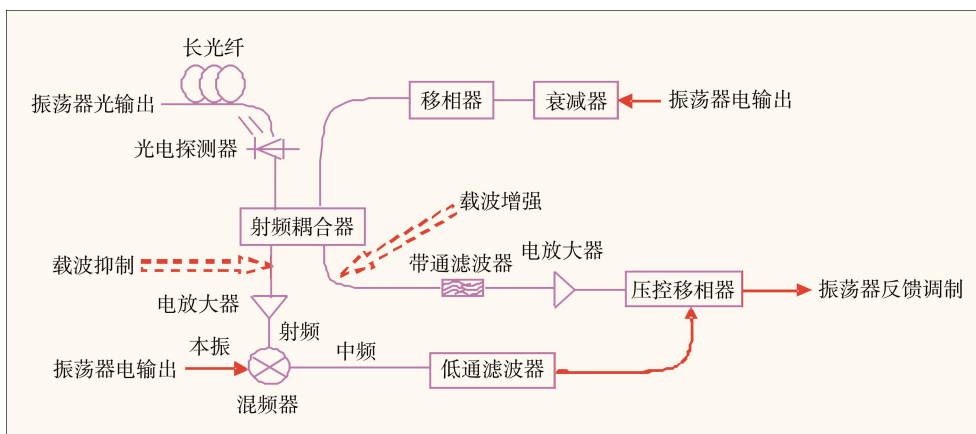 长光纤
振荡器光输出
移相器
衰减器
振荡器电输出
光电探测器
载波增强
射频耦合器
载波抑制
带通滤波器
电放大器
电放大器
压控移相器
振荡器反馈调制
射频
本振
中频
振荡器电输出
低通滤波器
混频器